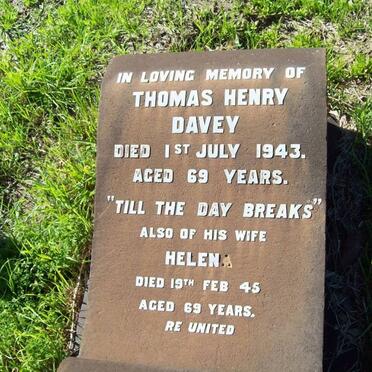 IN LOVING MEMORY OF
THOMAS HENRY
DAVEY
DIED 1ST JULY 1943.
AGED 69 YEARS.
"TILL THE DAY BREAKS"
ALSO OF HIS WIFE
HELENA
DIED 19TH FEB 45
AGED 69 YEARS.
RE UNITED